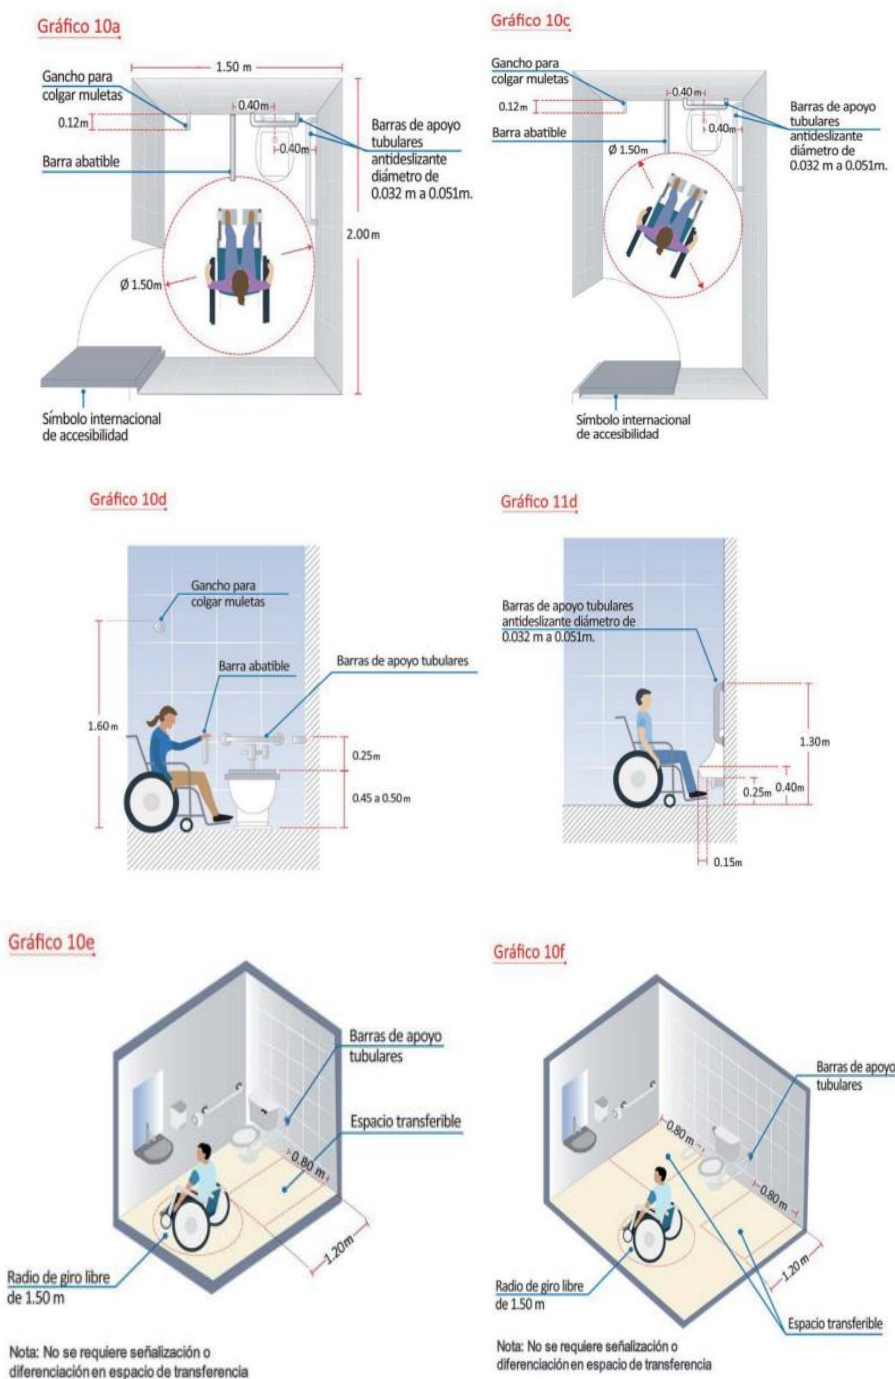 Gráfico 10a
1.50 m
Gancho para
colgar muletas
0.12m
0.40m
Barra abatible
0.40m
Barras de apoyo
tubulares
antideslizante
diámetro de
0.032 m a 0.051m.
2.00 m
Ø 1.50m
Símbolo internacional
de accesibilidad
Gráfico 10c
Gancho para
colgar muletas
0.12m
0.40m
Barra abatible
0.40m
Barras de apoyo
tubulares
antideslizante
diámetro de
0.032 m a 0.051m.
Ø 1.50m
Símbolo internacional
de accesibilidad
Gráfico 10d
Gancho para
colgar muletas
Barra abatible
Barras de apoyo tubulares
1.60 m
0.25m
0.45 a 0.50m
Gráfico 11d
Barras de apoyo tubulares
antideslizante diámetro de
0.032 m a 0.051m.
1.30m
0.25m
0.40m
0.15m
Gráfico 10e
Barras de apoyo
tubulares
Espacio transferible
0.80 m
1.20m
Radio de giro libre
de 1.50 m
Nota: No se requiere señalización o
diferenciación en espacio de transferencia
Gráfico 10f
0.80 m
Barras de apoyo
tubulares
0.80 m
1.20 m
Radio de giro libre
de 1.50 m
Espacio transferible
Nota: No se requiere señalización o
diferenciación en espacio de transferencia